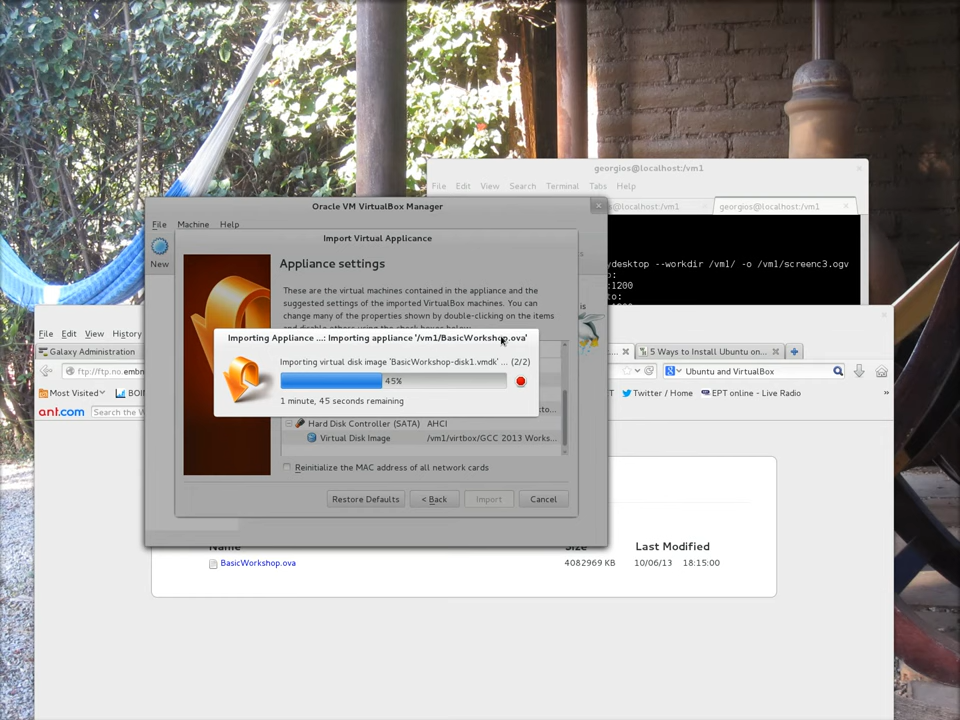 georgios@localhost:/vm1
File Edit View Search Terminal Tabs Help
georgios@localhost:/vm1
@localhost:/vm1
ydesktop --workdir /vm1/ -o /vm1/screenc3.ogv
1200
to:
1200
Oracle VM VirtualBox Manager
File Machine Help
New
Import Virtual Applicance
Appliance settings
These are the virtual machines contained in the appliance and the
suggested settings of the imported VirtualBox machines. You can
change many of the properties shown by double-clicking on the items
Importing Appliance ...: Importing appliance '/vm1/BasicWorkshop.ova'
Importing virtual disk image 'BasicWorkshop-disk1.vmdk' ... (2/2)
45%
1 minute, 45 seconds remaining
Hard Disk Controller (SATA) AHCI
Virtual Disk Image /vm1/virtbox/GCC 2013 Works...
Reinitialize the MAC address of all network cards
Restore Defaults < Back Import Cancel
File Edit View History
Galaxy Administration
5 Ways to Install Ubuntu on...
ftp://ftp.no.embn
Ubuntu and VirtualBox
Most Visited BOI
Twitter / Home EPT online - Live Radio »
ant.com Search the W
Name Size Last Modified
BasicWorkshop.ova 4082969 KB 10/06/13 18:15:00